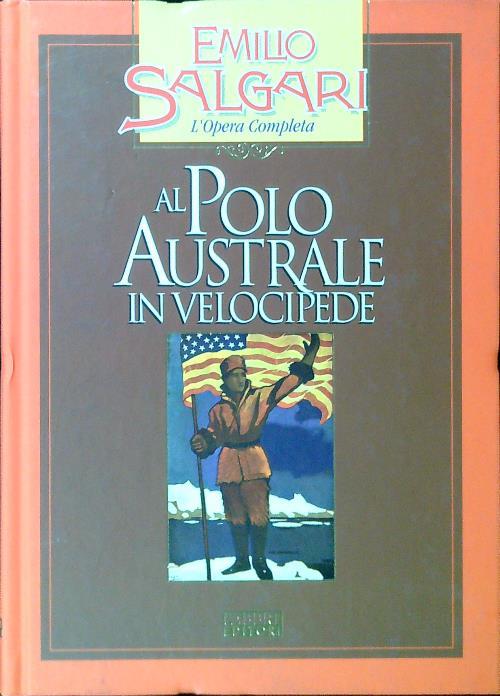 EMILIO
SALGARI
L'Opera Completa
AL POLO
AUSTRALE
IN VELOCIPEDE
FABBRI
EDITORI